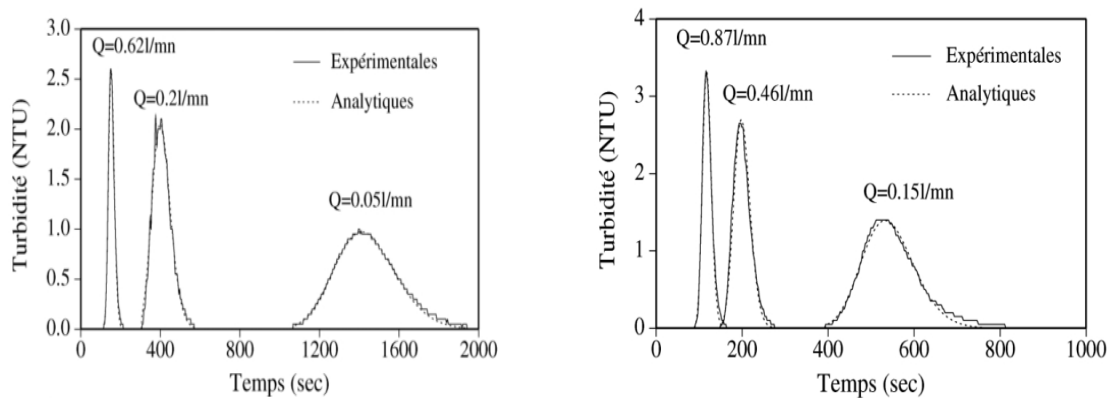 Q=0.62l/mn
Q=0.2l/mn
Q=0.05l/mn
Expérimentales
Analytiques
Turbidité (NTU)
3.0
2.5
2.0
1.5
1.0
0.5
0.0
0 400 800 1200 1600 2000
Temps (sec)
Q=0.87l/mn
Q=0.46l/mn
Q=0.15l/mn
Expérimentales
Analytiques
Turbidité (NTU)
4
3
2
1
0
0 200 400 600 800 1000
Temps (sec)